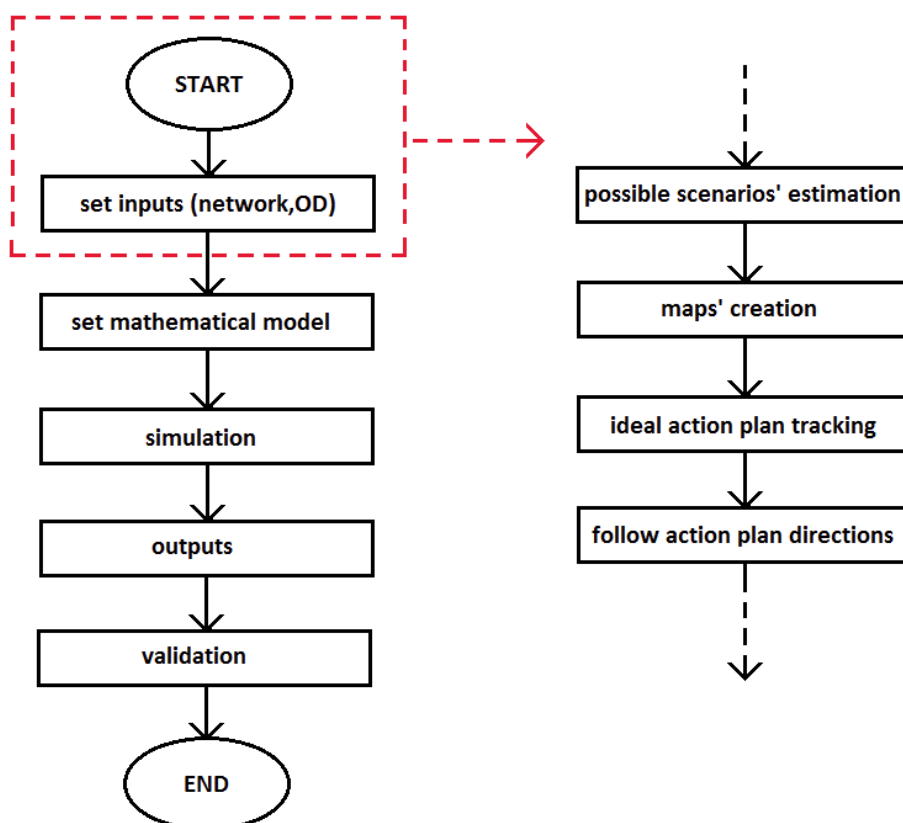 START
set inputs (network,OD)
set mathematical model
simulation
outputs
validation
END
possible scenarios' estimation
maps' creation
ideal action plan tracking
follow action plan directions